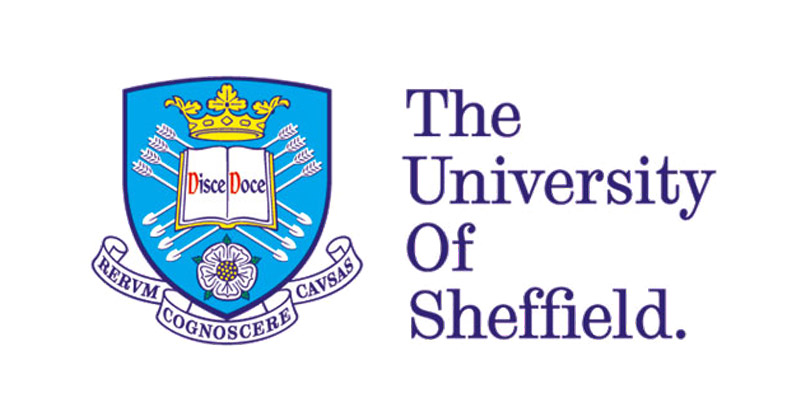 Disce Doce
RERVM COGNOSCERE CAVSAS
The
University
Of
Sheffield.